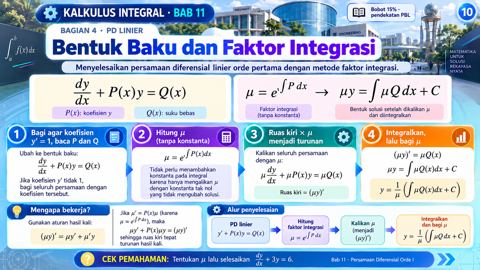 KALKULUS INTEGRAL • BAB 11
Bobot 15% -
pendekatan PBL
10
BAGIAN 4 • PD LINIER
Bentuk Baku dan Faktor Integrasi
∫ₐᵇ f(x) dx
MATEMATIKA
UNTUK
SOLUSI
REKAYASA
NYATA
Menyelesaikan persamaan diferensial linier orde pertama dengan metode faktor integrasi.
dy/dx + P(x)y = Q(x)
P(x): koefisien y
Q(x): suku bebas
μ = e^{∫P dx} → μy = ∫ μQ dx + C
Faktor integrasi
(tanpa konstanta)
Bentuk solusi setelah dikalikan μ
dan diintegralkan
1 Bagi agar koefisien
y' = 1, baca P dan Q
Ubah ke bentuk baku:
dy/dx + P(x)y = Q(x)
Jika koefisien y' tidak 1,
bagi seluruh persamaan dengan
koefisien tersebut.
2 Hitung μ
(tanpa konstanta)
μ = e^{∫P(x) dx}
Tidak perlu menambahkan
konstanta pada integral
karena hanya mengalikan μ
dengan konstanta tak nol
yang tidak mengubah solusi.
3 Ruas kiri × μ
menjadi turunan
Kalikan seluruh persamaan
dengan μ:
μ dy/dx + μP(x)y = μQ(x)
Ruas kiri = (μy)'
4 Integralkan,
lalu bagi μ
(μy)' = μQ(x)
μy = ∫ μQ(x) dx + C
y = 1/μ (∫ μQ(x) dx + C)
Mengapa bekerja?
Gunakan aturan hasil kali:
(μy)' = μy' + μ'y
Jika μ' = P(x)μ (karena
μ = e^{∫P dx}), maka
μy' + P(x)μy = (μy)'
sehingga ruas kiri tepat
turunan hasil kali.
Alur penyelesaian
PD linier
y' + P(x)y = Q(x)
Hitung
faktor integrasi
μ = e^{∫P dx}
Kalikan μ
(menjadi
(μy)')
Integralkan
dan bagi μ
y = 1/μ (∫ μQ dx + C)
CEK PEMAHAMAN: Tentukan μ lalu selesaikan dy/dx + 3y = 6.
Bab 11 - Persamaan Diferensial Orde I